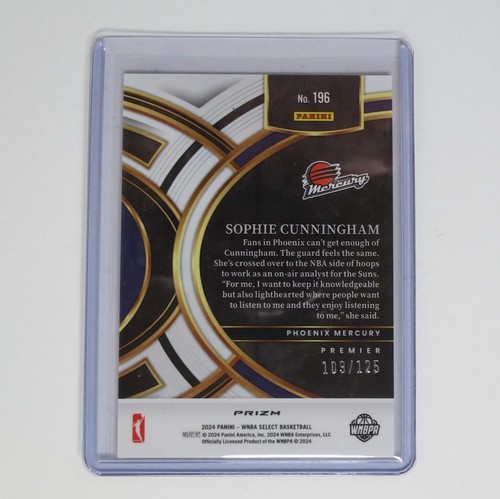 No. 196
PANINI
Mercury
SOPHIE CUNNINGHAM
Fans in Phoenix can't get enough of
Cunningham. The guard feels the same.
She's crossed over to the NBA side of hoops
to work as an on-air analyst for the Suns.
"For me, I want to keep it knowledgeable
but also lighthearted where people want
to listen to me and they enjoy listening
to me," she said.
PHOENIX MERCURY
PREMIER
109/125
PRIZM
2024 PANINI – WNBA SELECT BASKETBALL
帕尼尼 © 2024 Panini America, Inc. 2024 WNBA Enterprises, LLC
Officially Licensed Product of the WNBPA © 2024
WNBPA